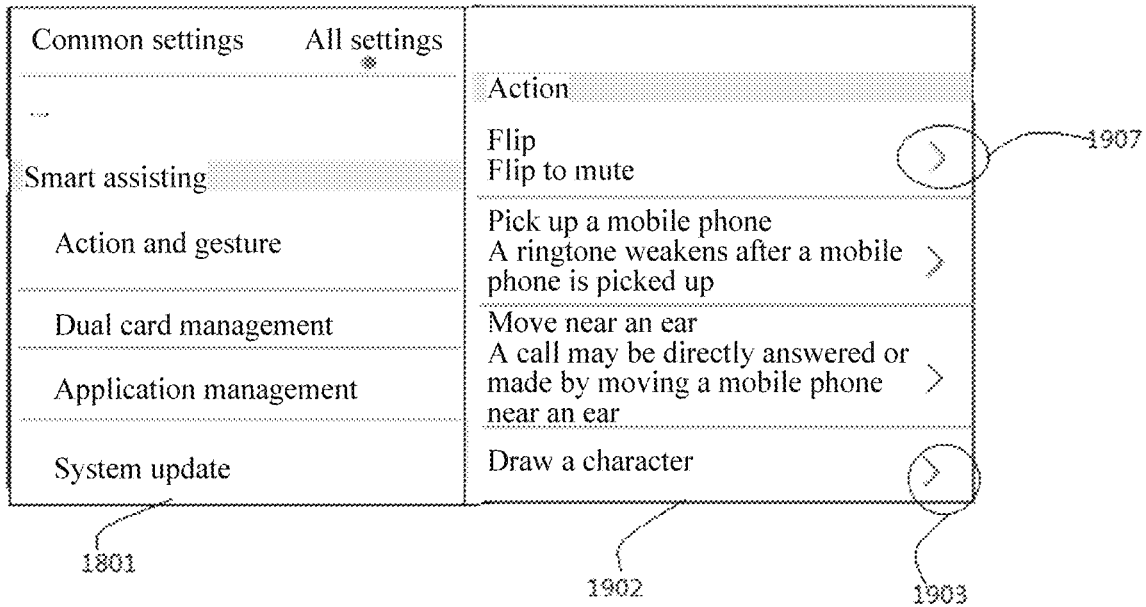 Common settings
All settings
...
Smart assisting
Action and gesture
Dual card management
Application management
System update
Action
Flip
Flip to mute
Pick up a mobile phone
A ringtone weakens after a mobile
phone is picked up
Move near an ear
A call may be directly answered or
made by moving a mobile phone
near an ear
Draw a character
1907
1801
1902
1903